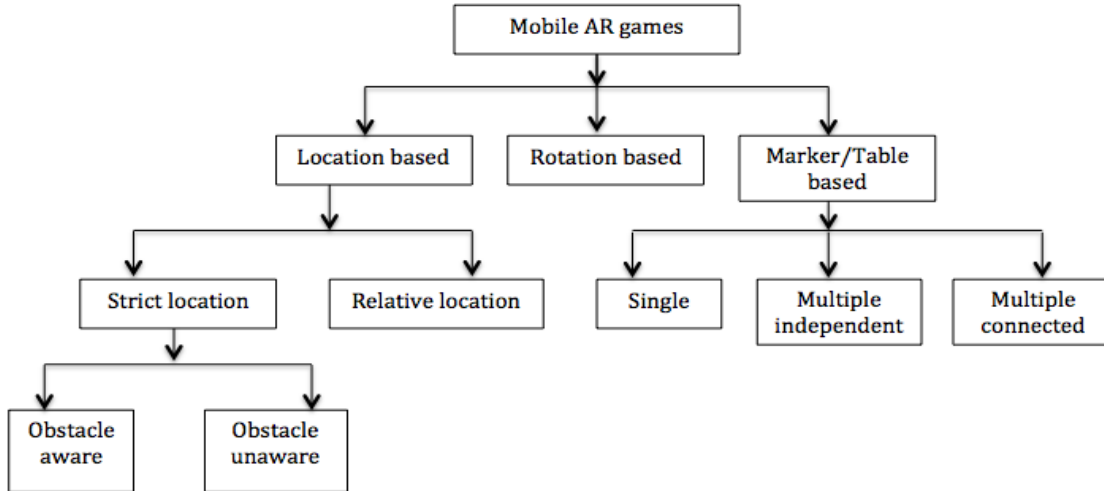 Mobile AR games
Location based
Rotation based
Marker/Table
based
Strict location
Relative location
Single
Multiple
independent
Multiple
connected
Obstacle
aware
Obstacle
unaware